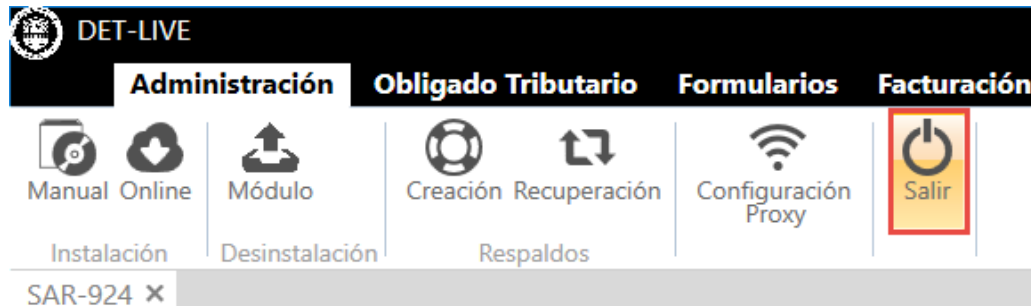 DET-LIVE
Administración Obligado Tributario Formularios Facturación
Manual Online Módulo Creación Recuperación Configuración Salir
Proxy
Instalación Desinstalación Respaldos
SAR-924 ×